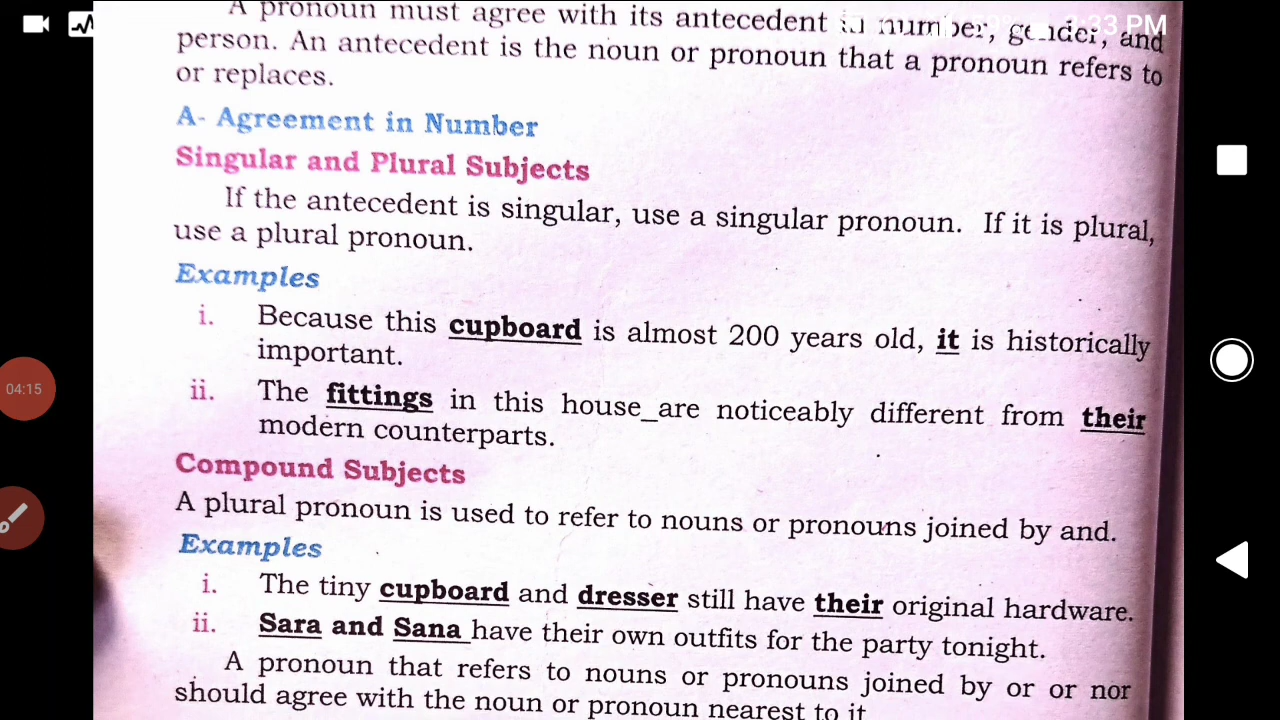 A pronoun must agree with its antecedent in number, gender, and
person. An antecedent is the noun or pronoun that a pronoun refers to
or replaces.
A- Agreement in Number
Singular and Plural Subjects
If the antecedent is singular, use a singular pronoun. If it is plural,
use a plural pronoun.
Examples
i. Because this cupboard is almost 200 years old, it is historically
important.
ii. The fittings in this house_are noticeably different from their
modern counterparts.
Compound Subjects
A plural pronoun is used to refer to nouns or pronouns joined by and.
Examples
i. The tiny cupboard and dresser still have their original hardware.
ii. Sara and Sana have their own outfits for the party tonight.
A pronoun that refers to nouns or pronouns joined by or or nor
should agree with the noun or pronoun nearest to it
04:15